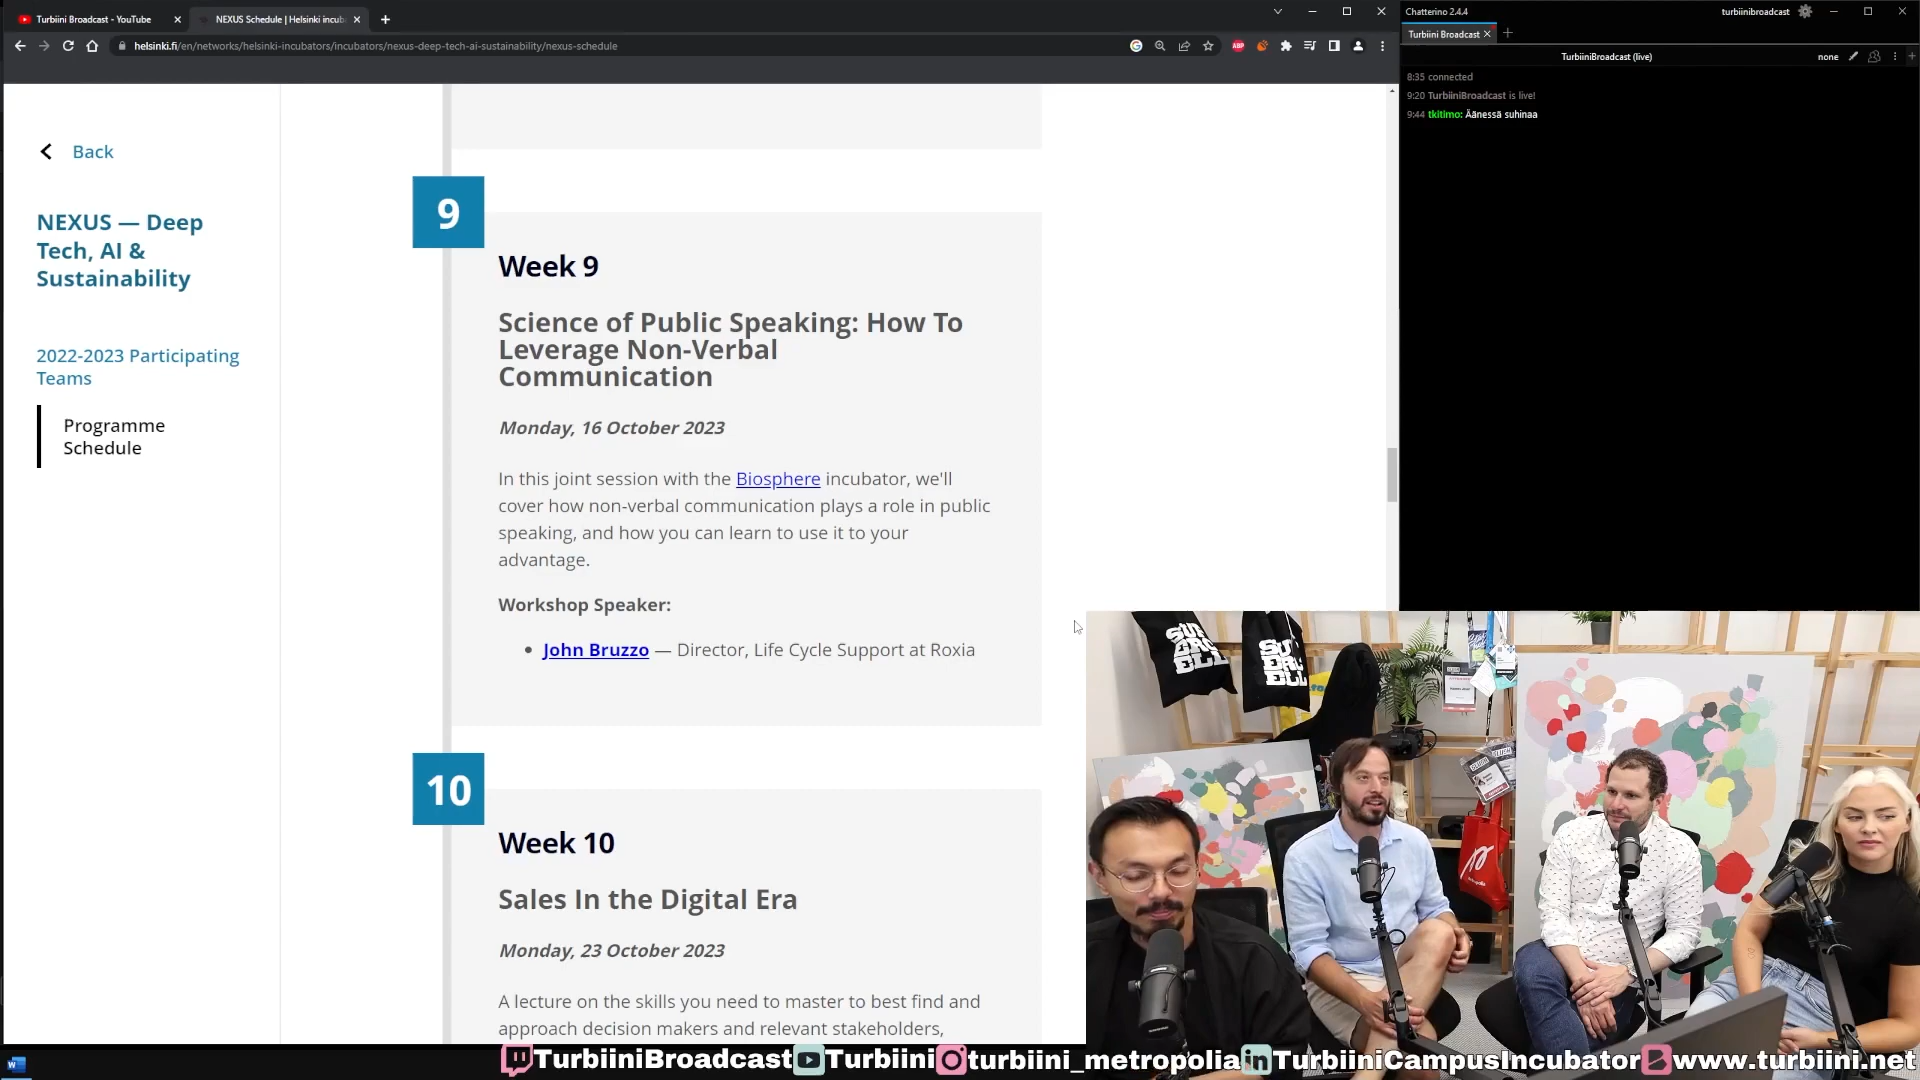 Turbiini Broadcast - YouTube
NEXUS Schedule | Helsinki incub
helsinki.fi/en/networks/helsinki-incubators/incubators/nexus-deep-tech-ai-sustainability/nexus-schedule
ABP
Back
NEXUS — Deep
Tech, AI &
Sustainability
2022-2023 Participating
Teams
Programme
Schedule
9
Week 9
Science of Public Speaking: How To
Leverage Non-Verbal
Communication
Monday, 16 October 2023
In this joint session with the Biosphere incubator, we'll
cover how non-verbal communication plays a role in public
speaking, and how you can learn to use it to your
advantage.
Workshop Speaker:
• John Bruzzo — Director, Life Cycle Support at Roxia
10
Week 10
Sales In the Digital Era
Monday, 23 October 2023
A lecture on the skills you need to master to best find and
approach decision makers and relevant stakeholders,
Chatterino 2.4.4
turbiinibroadcast
Turbiini Broadcast
TurbiiniBroadcast (live)
none
8:35 connected
9:20 TurbiiniBroadcast is live!
9:44 tkitimo: Äänessä suhinaa
SUP
ERC
ELL
SUP
ERC
ELL
TurbiiniBroadcast Turbiini turbiini_metropolia TurbiiniCampusIncubator www.turbiini.net